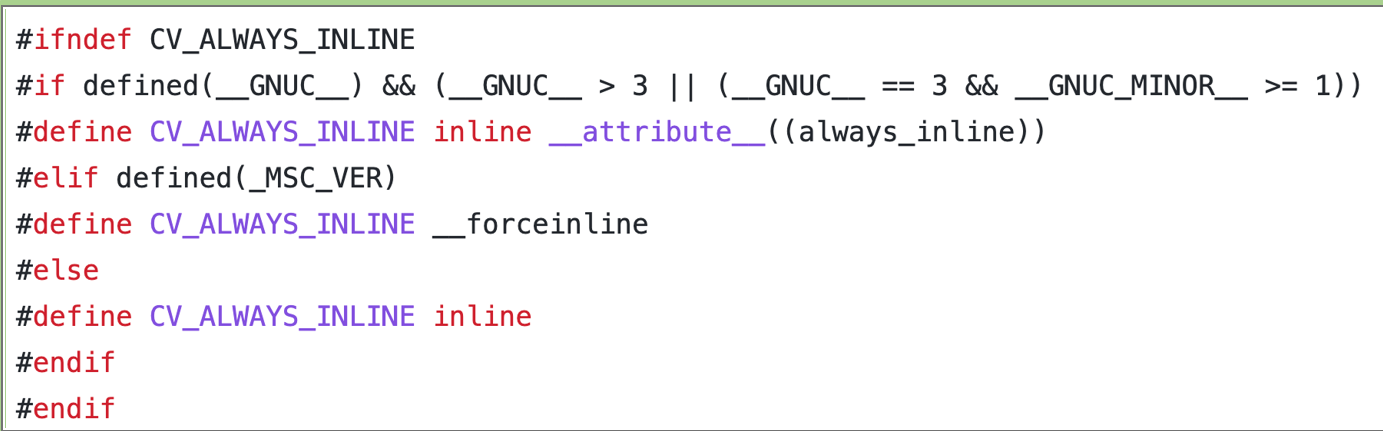 #ifndef CV_ALWAYS_INLINE
#if defined(__GNUC__) && (__GNUC__ > 3 || (__GNUC__ == 3 && __GNUC_MINOR__ >= 1))
#define CV_ALWAYS_INLINE inline __attribute__((always_inline))
#elif defined(_MSC_VER)
#define CV_ALWAYS_INLINE __forceinline
#else
#define CV_ALWAYS_INLINE inline
#endif
#endif